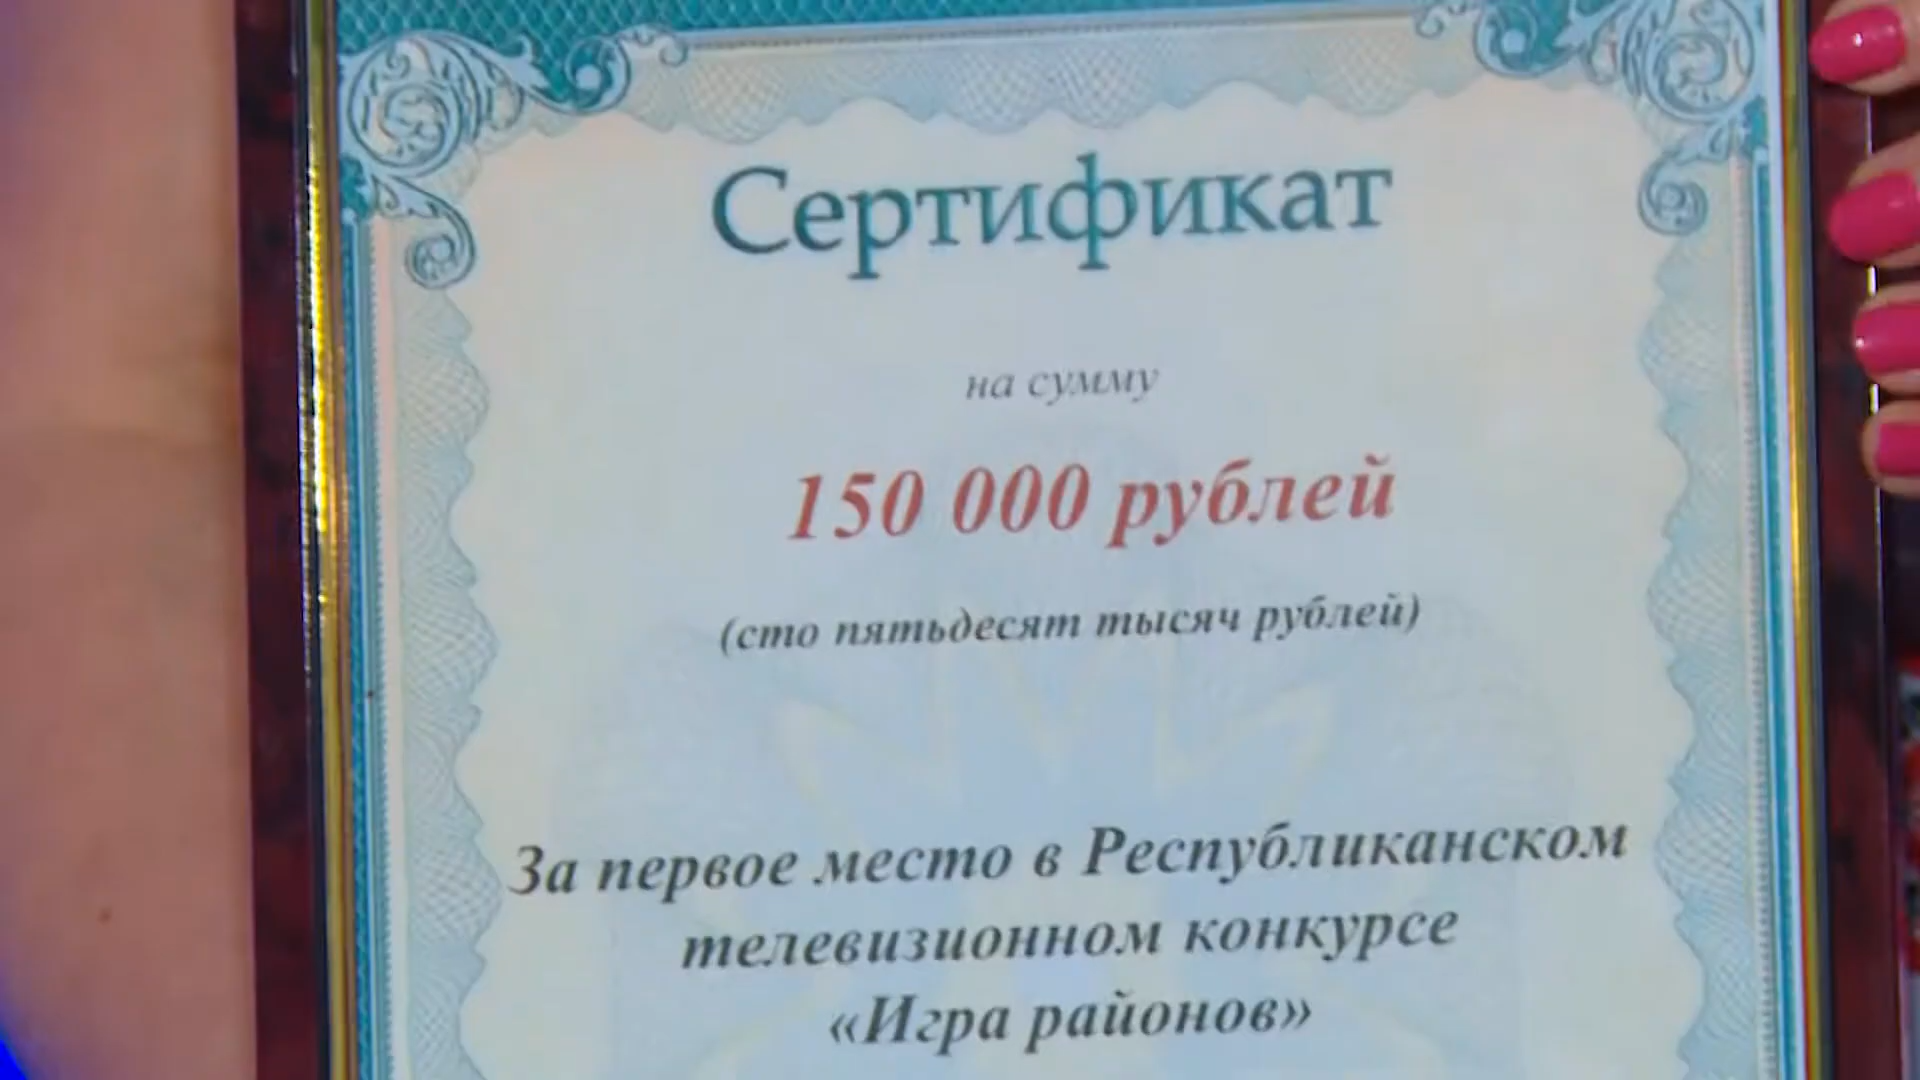 Сертификат
на сумму
150 000 рублей
(сто пятьдесят тысяч рублей)
За первое место в Республиканском
телевизионном конкурсе
«Игра районов»